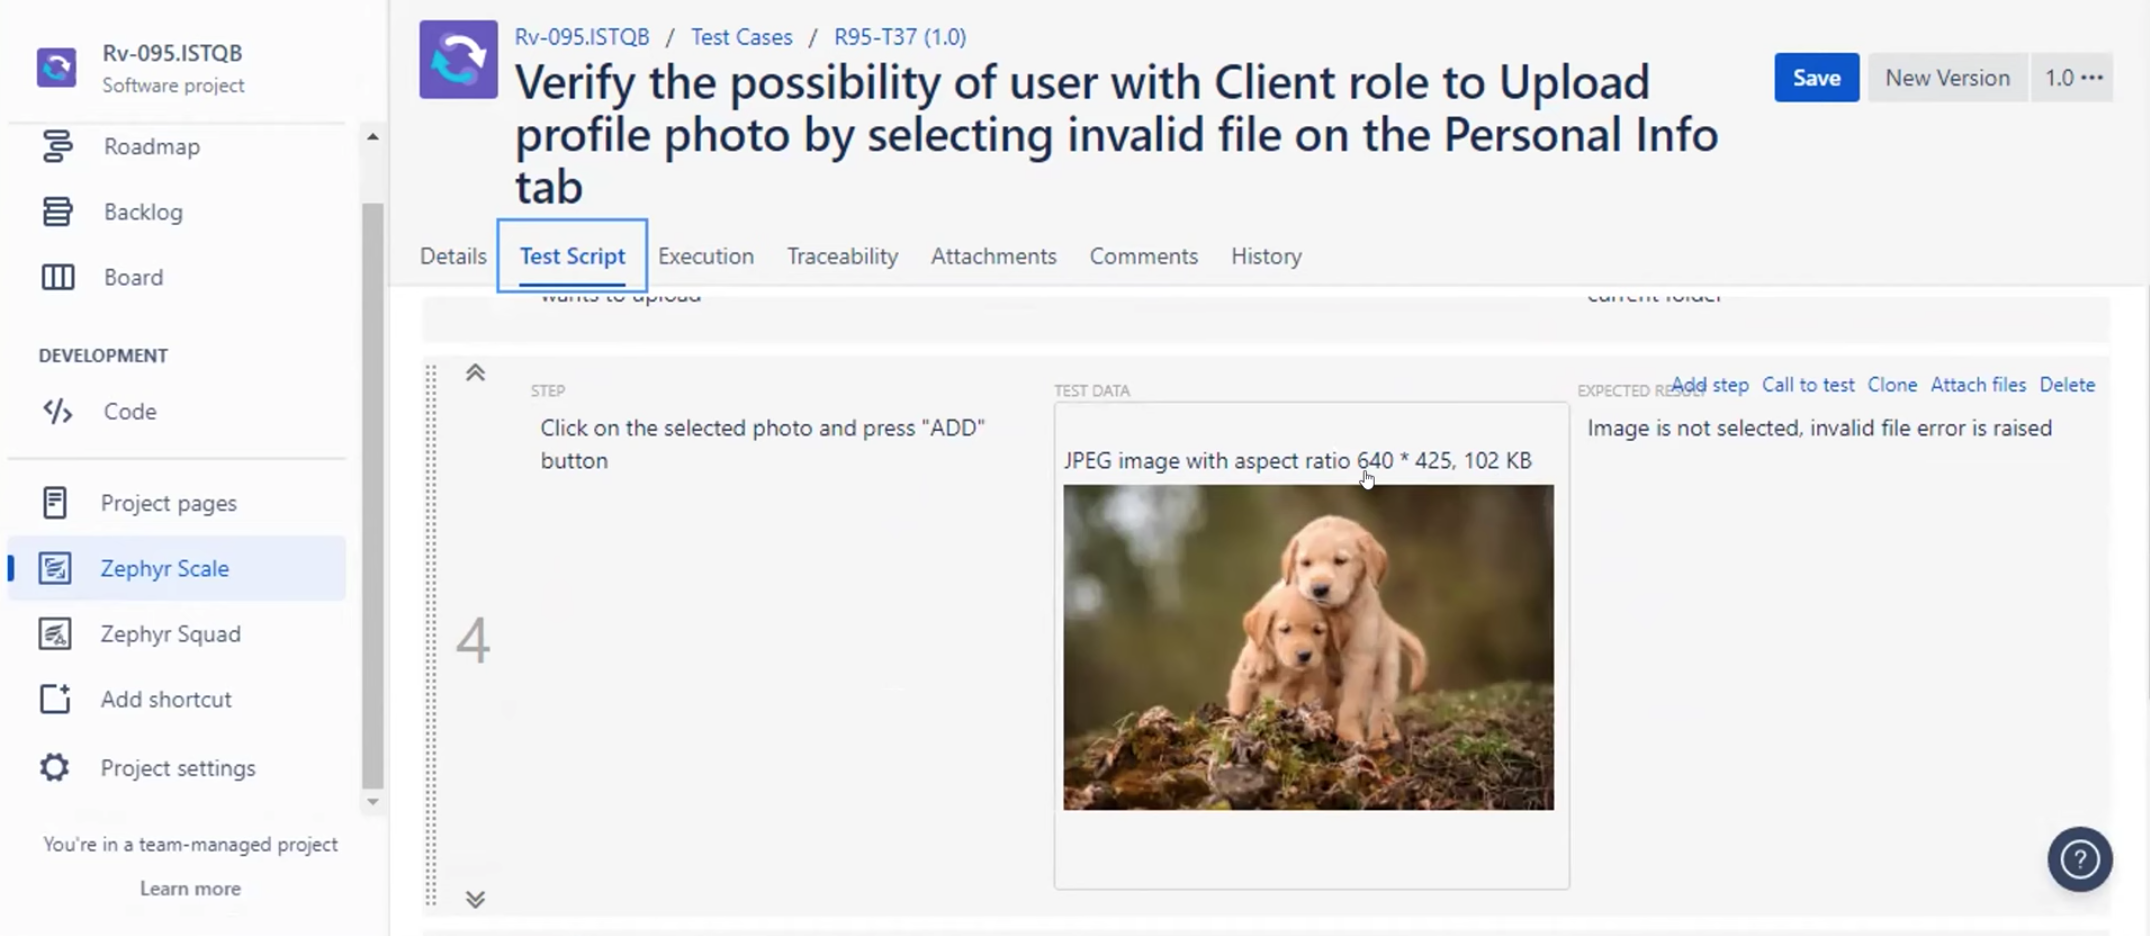 Rv-095.ISTQB
Software project
Roadmap
Backlog
Board
DEVELOPMENT
Code
Project pages
Zephyr Scale
Zephyr Squad
Add shortcut
Project settings
You're in a team-managed project
Learn more
Rv-095.ISTQB / Test Cases / R95-T37 (1.0)
Verify the possibility of user with Client role to Upload
profile photo by selecting invalid file on the Personal Info
tab
Save
New Version
1.0 •••
Details
Test Script
Execution
Traceability
Attachments
Comments
History
wants to upload
current folder
4
STEP
Click on the selected photo and press "ADD"
button
TEST DATA
JPEG image with aspect ratio 640 * 425, 102 KB
EXPECTED RESULT
Add step Call to test Clone Attach files Delete
Image is not selected, invalid file error is raised
?